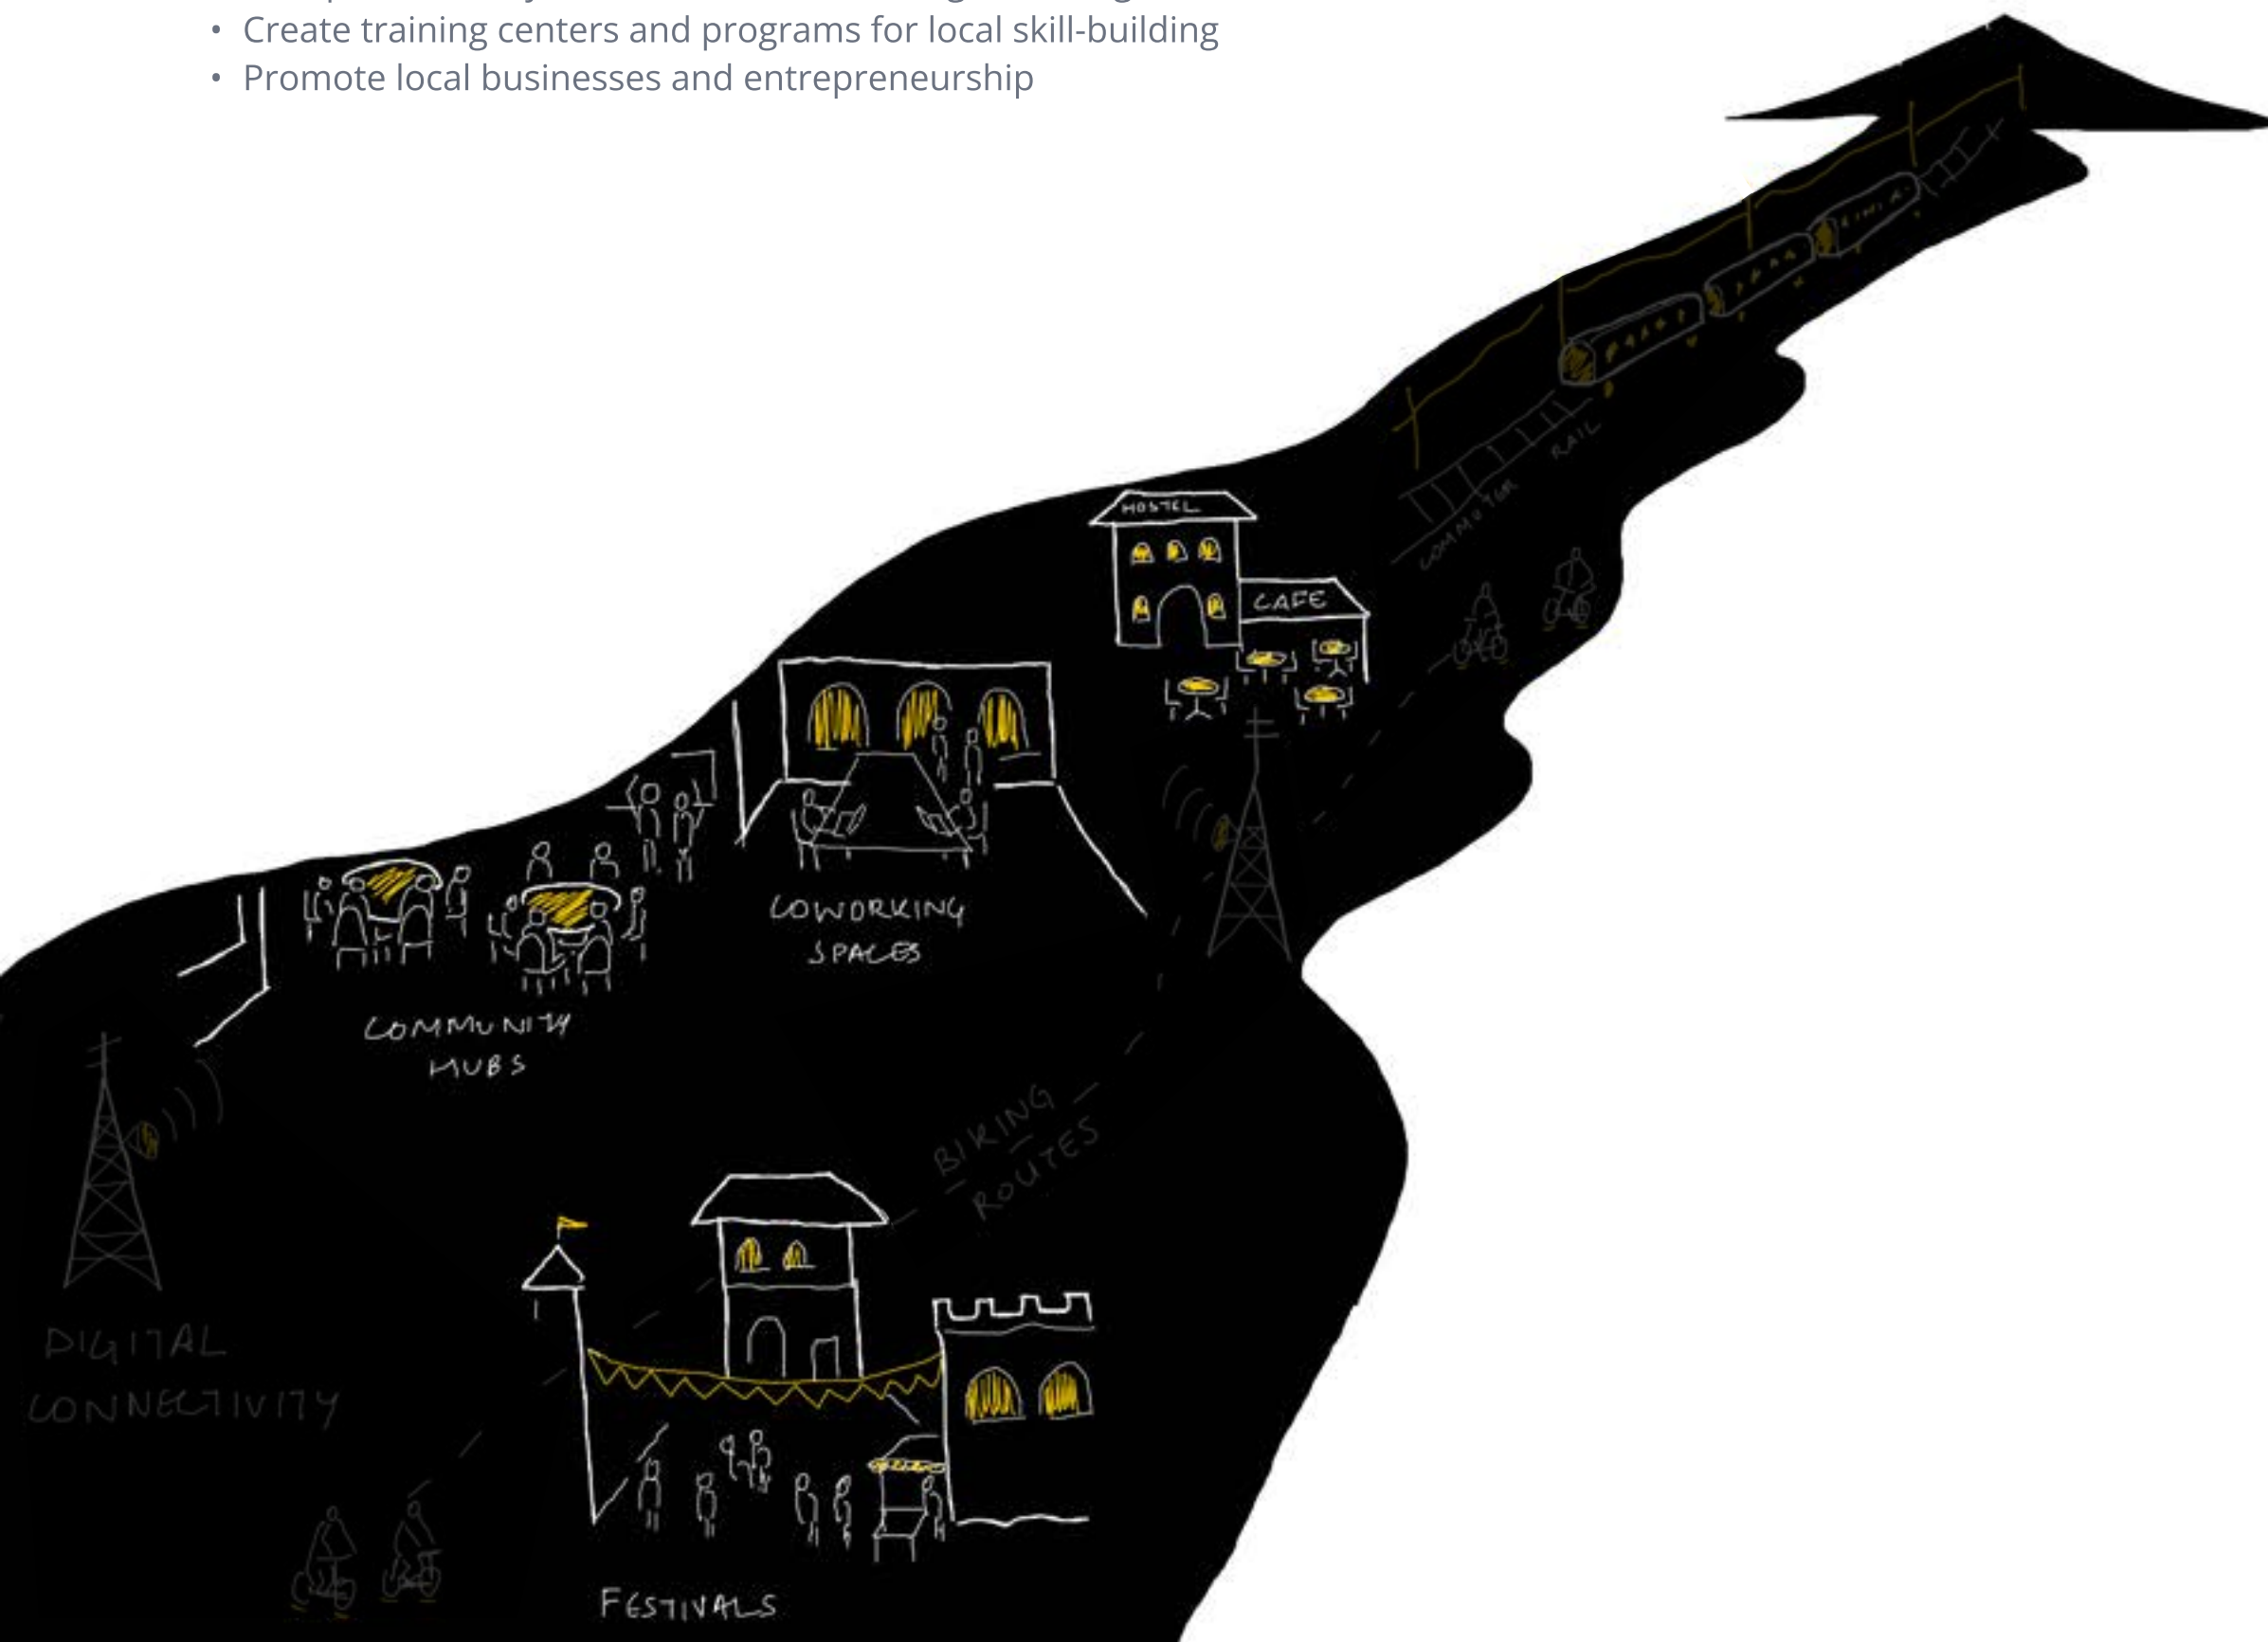 • Create training centers and programs for local skill-building
• Promote local businesses and entrepreneurship
HOSTEL
CAFE
COMMUTER RAIL
COWORKING
SPACES
COMMUNITY
HUBS
BIKING
ROUTES
DIGITAL
CONNECTIVITY
FESTIVALS